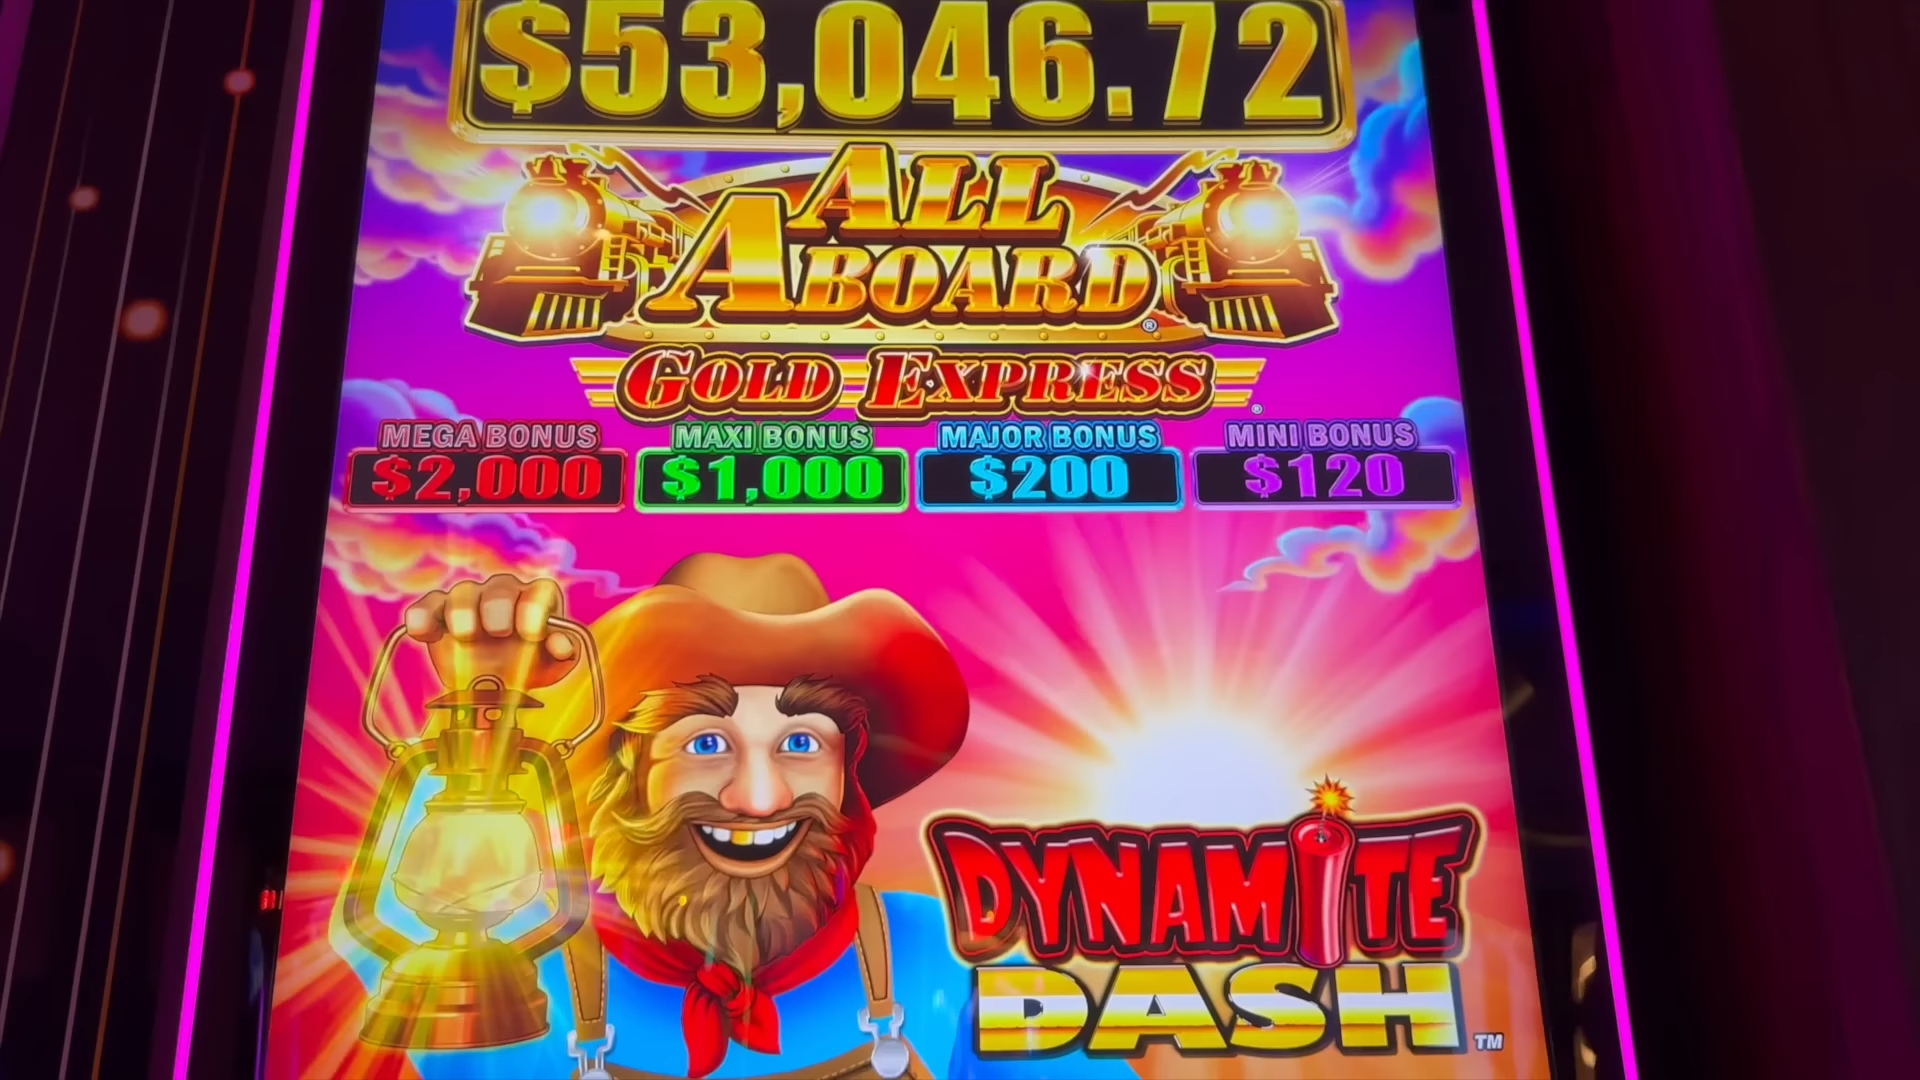 $53,046.72
ALL
ABOARD®
GOLD EXPRESS®
MEGA BONUS MAXI BONUS MAJOR BONUS MINI BONUS
$2,000 $1,000 $200 $120
DYNAMITE
DASH™